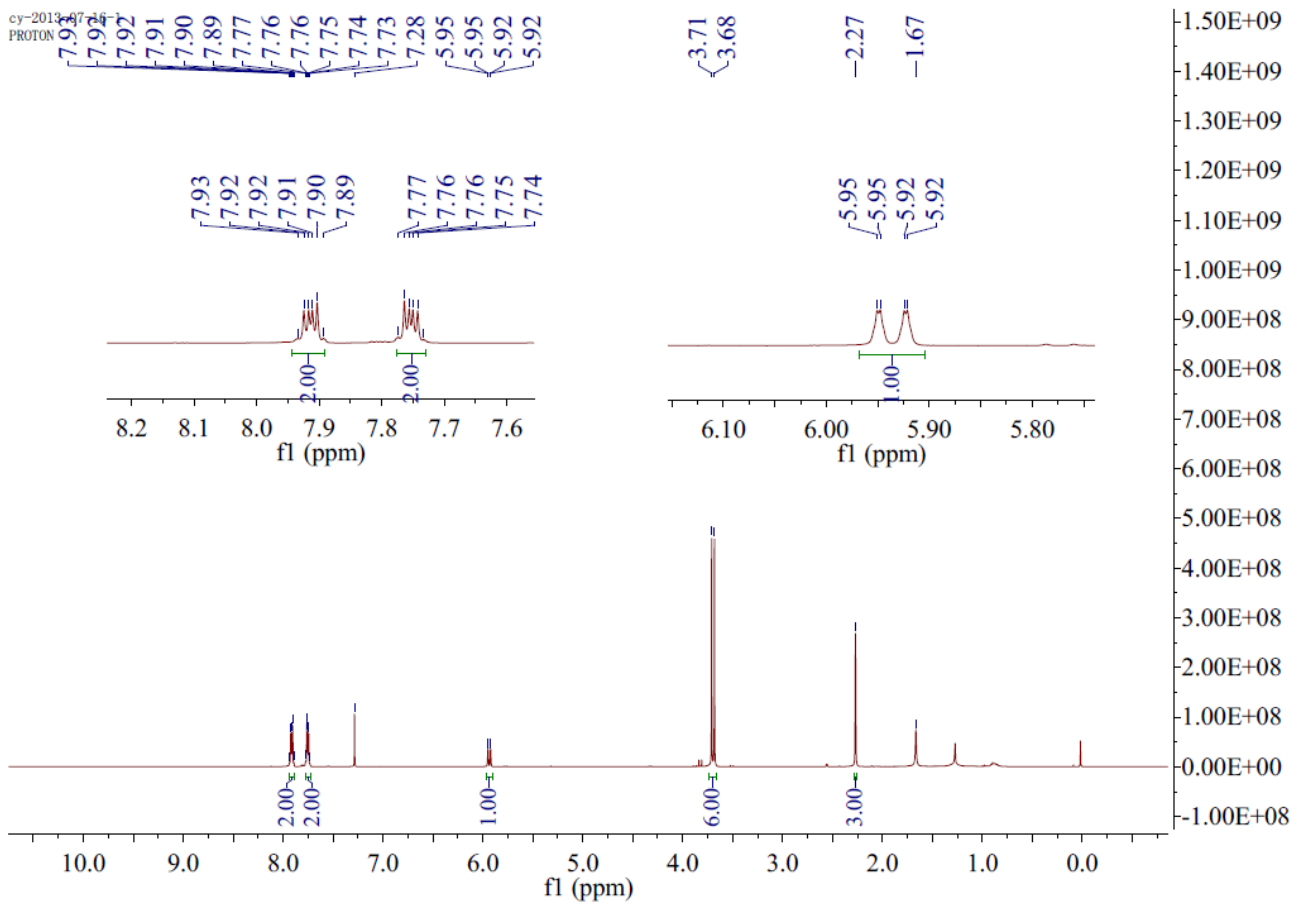 cy-2013-07-16-1
PROTON
7.93 7.92 7.92 7.91 7.90 7.89 7.77 7.76 7.76 7.75 7.74 7.73 7.28 5.95 5.95 5.92 5.92 3.71 3.68 2.27 1.67
7.93 7.92 7.92 7.91 7.90 7.89 7.77 7.76 7.76 7.75 7.74
2.00 2.00
8.2 8.1 8.0 7.9 7.8 7.7 7.6
f1 (ppm)
5.95 5.95 5.92 5.92
1.00
6.10 6.00 5.90 5.80
f1 (ppm)
2.00 2.00 1.00 6.00 3.00
10.0 9.0 8.0 7.0 6.0 5.0 4.0 3.0 2.0 1.0 0.0
f1 (ppm)
1.50E+09
1.40E+09
1.30E+09
1.20E+09
1.10E+09
1.00E+09
9.00E+08
8.00E+08
7.00E+08
6.00E+08
5.00E+08
4.00E+08
3.00E+08
2.00E+08
1.00E+08
0.00E+00
-1.00E+08